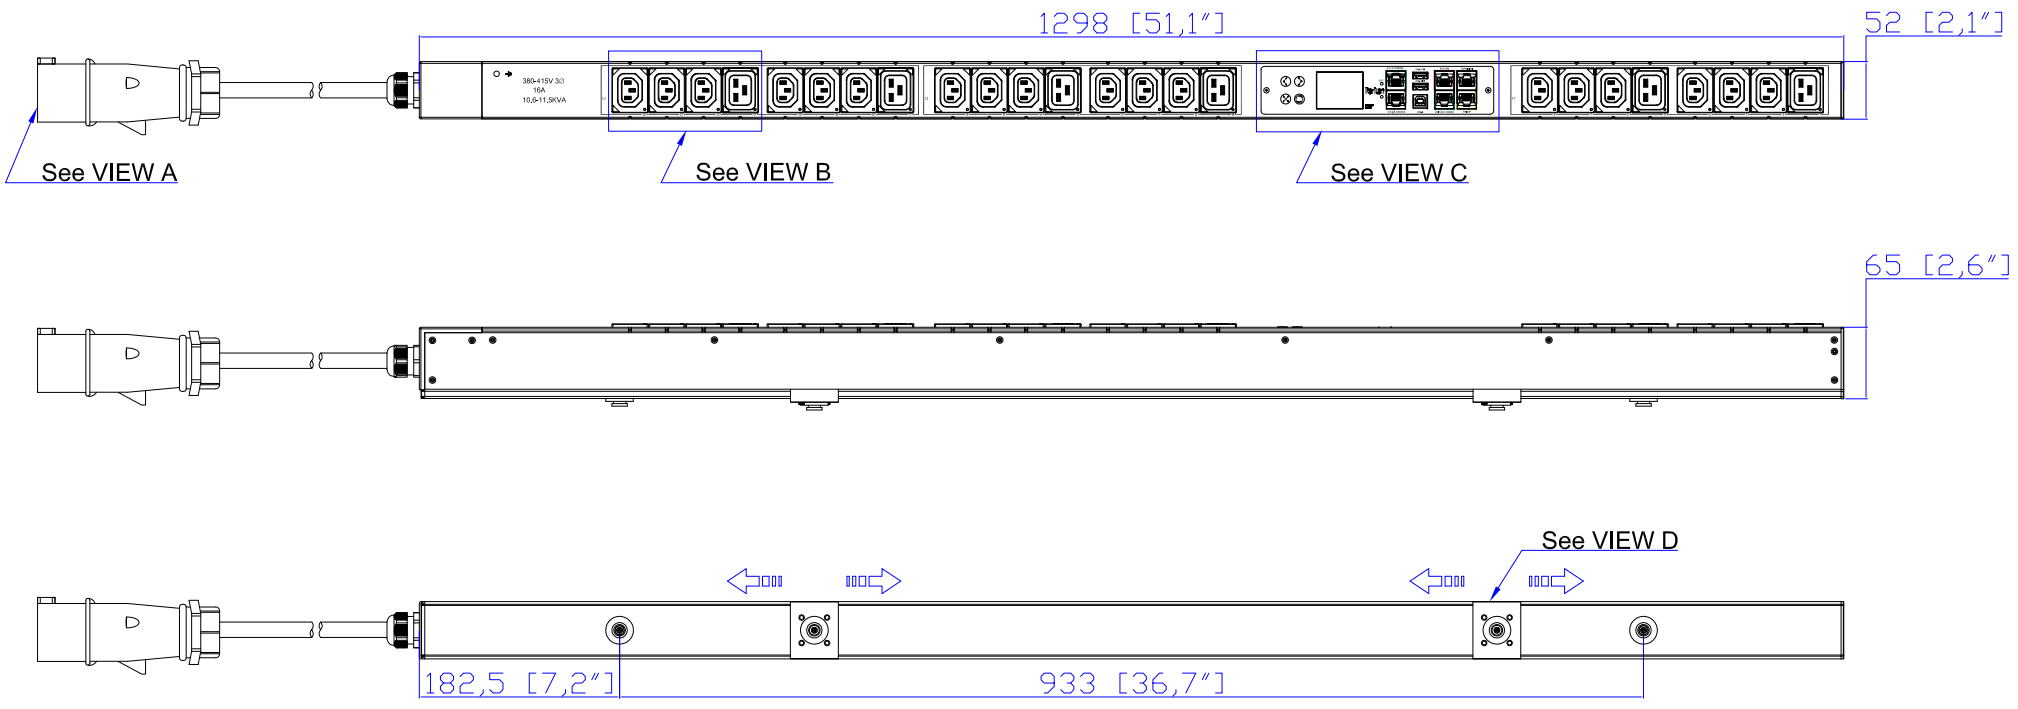 1298 [51,1"]
52 [2,1"]
380-415V 3Ø
16A
10,6-11,5KVA
See VIEW A
See VIEW B
See VIEW C
65 [2,6"]
See VIEW D
182,5 [7,2"]
933 [36,7"]